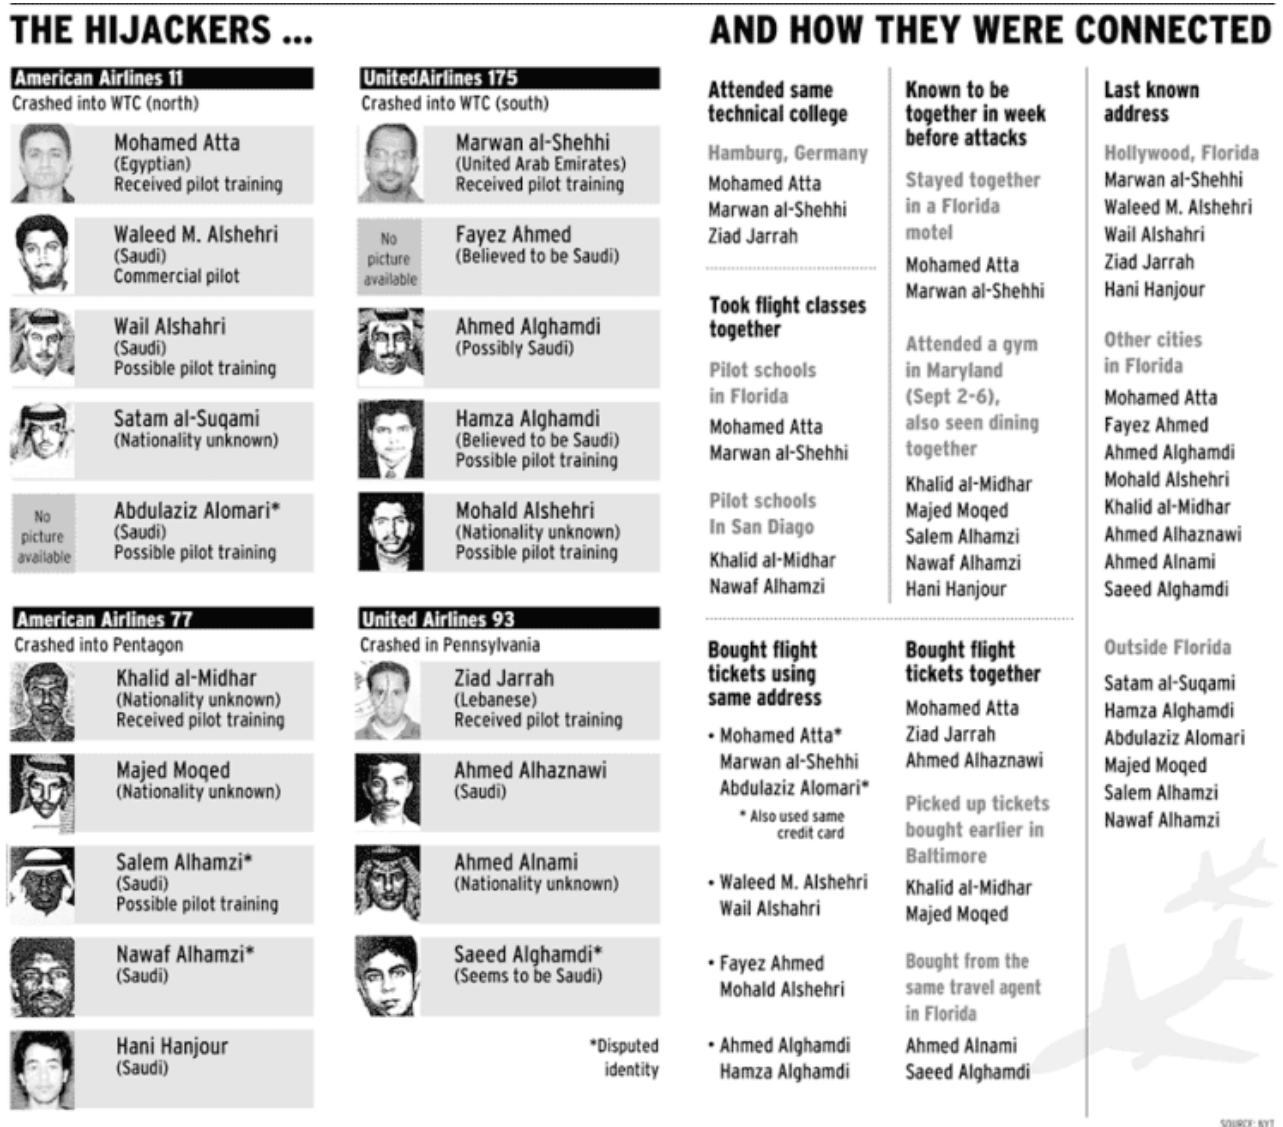 THE HIJACKERS ...
American Airlines 11
Crashed into WTC (north)
Mohamed Atta
(Egyptian)
Received pilot training
Waleed M. Alshehri
(Saudi)
Commercial pilot
Wail Alshahri
(Saudi)
Possible pilot training
Satam al-Suqami
(Nationality unknown)
No
picture
available
Abdulaziz Alomari*
(Saudi)
Possible pilot training
UnitedAirlines 175
Crashed into WTC (south)
Marwan al-Shehhi
(United Arab Emirates)
Received pilot training
No
picture
available
Fayez Ahmed
(Believed to be Saudi)
Ahmed Alghamdi
(Possibly Saudi)
Hamza Alghamdi
(Believed to be Saudi)
Possible pilot training
Mohald Alshehri
(Nationality unknown)
Possible pilot training
American Airlines 77
Crashed into Pentagon
Khalid al-Midhar
(Nationality unknown)
Received pilot training
Majed Moqed
(Nationality unknown)
Salem Alhamzi*
(Saudi)
Possible pilot training
Nawaf Alhamzi*
(Saudi)
Hani Hanjour
(Saudi)
United Airlines 93
Crashed in Pennsylvania
Ziad Jarrah
(Lebanese)
Received pilot training
Ahmed Alhaznawi
(Saudi)
Ahmed Alnami
(Nationality unknown)
Saeed Alghamdi*
(Seems to be Saudi)
*Disputed
identity
AND HOW THEY WERE CONNECTED
Attended same
technical college
Hamburg, Germany
Mohamed Atta
Marwan al-Shehhi
Ziad Jarrah
Took flight classes
together
Pilot schools
in Florida
Mohamed Atta
Marwan al-Shehhi
Pilot schools
In San Diago
Khalid al-Midhar
Nawaf Alhamzi
Known to be
together in week
before attacks
Stayed together
in a Florida
motel
Mohamed Atta
Marwan al-Shehhi
Attended a gym
in Maryland
(Sept 2-6),
also seen dining
together
Khalid al-Midhar
Majed Moqed
Salem Alhamzi
Nawaf Alhamzi
Hani Hanjour
Bought flight
tickets using
same address
• Mohamed Atta*
Marwan al-Shehhi
Abdulaziz Alomari*
* Also used same
credit card
• Waleed M. Alshehri
Wail Alshahri
• Fayez Ahmed
Mohald Alshehri
• Ahmed Alghamdi
Hamza Alghamdi
Bought flight
tickets together
Mohamed Atta
Ziad Jarrah
Ahmed Alhaznawi
Picked up tickets
bought earlier in
Baltimore
Khalid al-Midhar
Majed Moqed
Bought from the
same travel agent
in Florida
Ahmed Alnami
Saeed Alghamdi
Last known
address
Hollywood, Florida
Marwan al-Shehhi
Waleed M. Alshehri
Wail Alshahri
Ziad Jarrah
Hani Hanjour
Other cities
in Florida
Mohamed Atta
Fayez Ahmed
Ahmed Alghamdi
Mohald Alshehri
Khalid al-Midhar
Ahmed Alhaznawi
Ahmed Alnami
Saeed Alghamdi
Outside Florida
Satam al-Suqami
Hamza Alghamdi
Abdulaziz Alomari
Majed Moqed
Salem Alhamzi
Nawaf Alhamzi
SOURCE: NYT